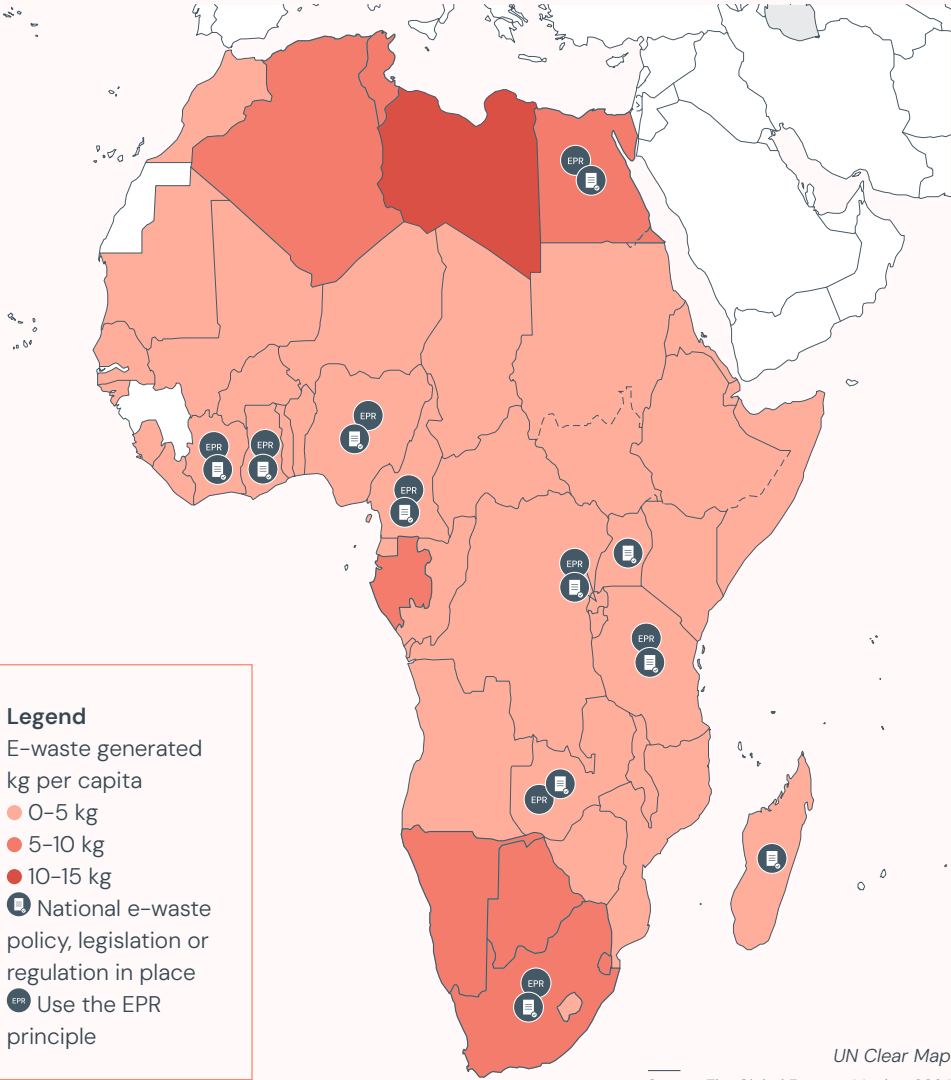 EPR
EPR
EPR
EPR
EPR
EPR
EPR
EPR
EPR
Legend
E-waste generated
kg per capita
0-5 kg
5-10 kg
10-15 kg
National e-waste
policy, legislation or
regulation in place
EPR Use the EPR
principle
UN Clear Map